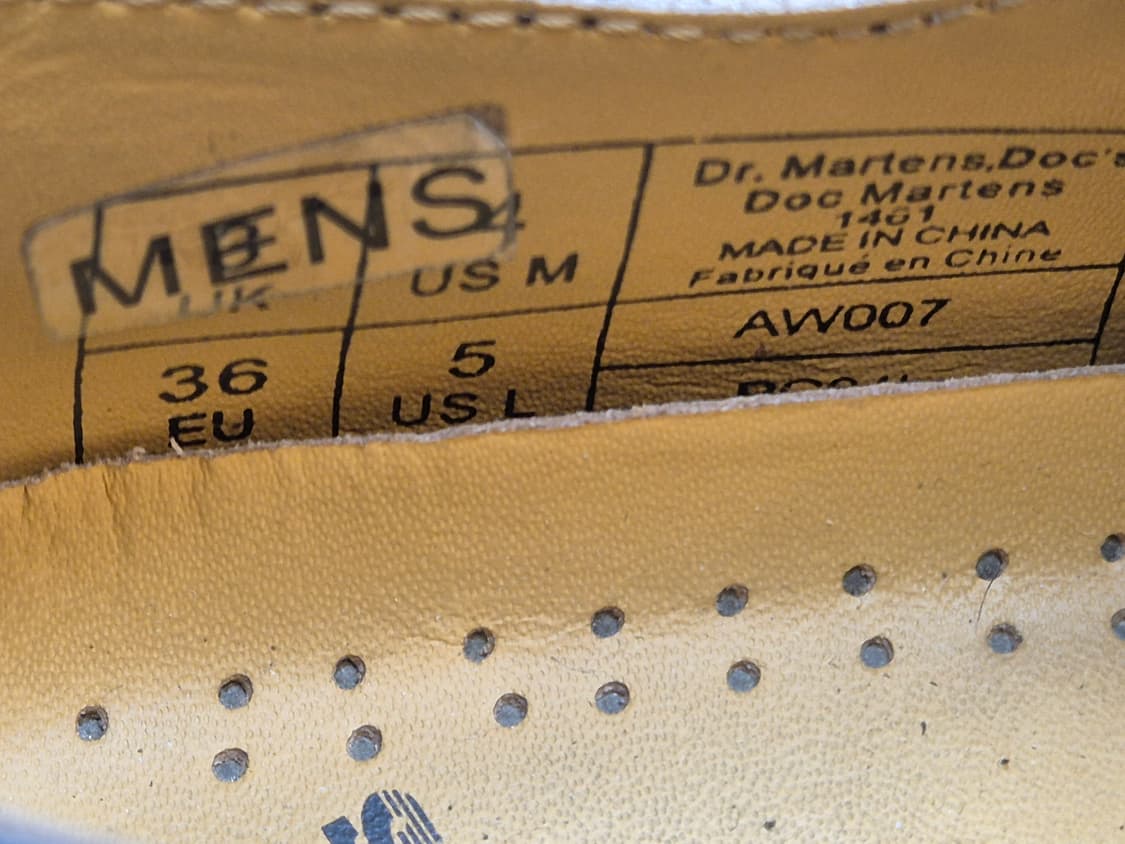 MENS
UK
4
US M
36
EU
5
US L
Dr. Martens,Doc's
Doc Martens
1461
MADE IN CHINA
Fabriqué en Chine
AW007